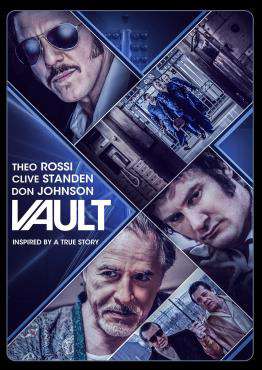 THEO ROSSI/
CLIVE STANDEN
DON JOHNSON
VAULT
INSPIRED BY A TRUE STORY